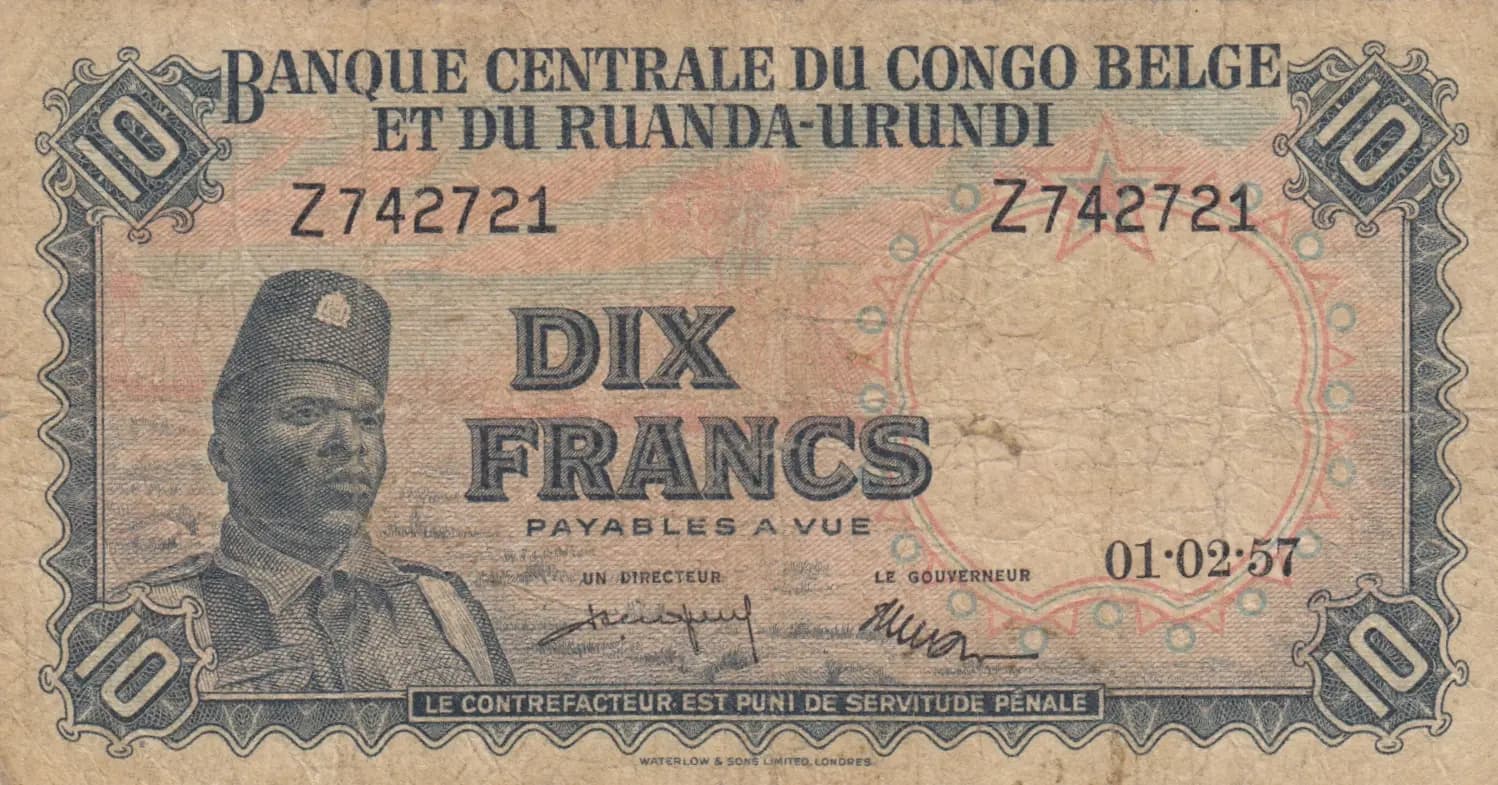 BANQUE CENTRALE DU CONGO BELGE
ET DU RUANDA-URUNDI
10
10
Z742721
Z742721
DIX
FRANCS
PAYABLES A VUE
UN DIRECTEUR
LE GOUVERNEUR
01·02·57
10
10
LE CONTREFACTEUR EST PUNI DE SERVITUDE PÉNALE
WATERLOW & SONS LIMITED, LONDRES